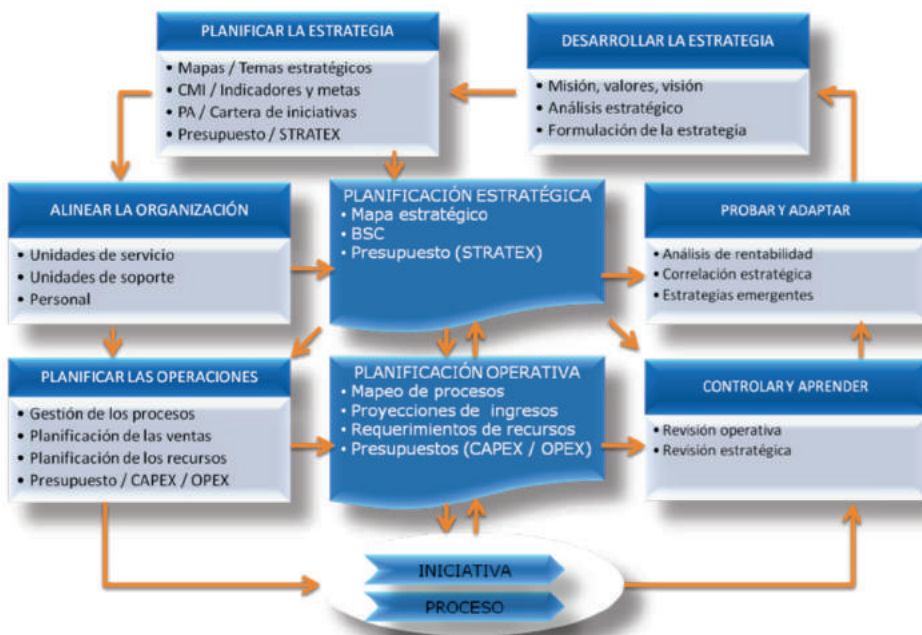 PLANIFICAR LA ESTRATEGIA
• Mapas / Temas estratégicos
• CMI / Indicadores y metas
• PA / Cartera de iniciativas
• Presupuesto / STRATEX
DESARROLLAR LA ESTRATEGIA
• Misión, valores, visión
• Análisis estratégico
• Formulación de la estrategia
ALINEAR LA ORGANIZACIÓN
• Unidades de servicio
• Unidades de soporte
• Personal
PLANIFICACIÓN ESTRATÉGICA
• Mapa estratégico
• BSC
• Presupuesto (STRATEX)
PROBAR Y ADAPTAR
• Análisis de rentabilidad
• Correlación estratégica
• Estrategias emergentes
PLANIFICAR LAS OPERACIONES
• Gestión de los procesos
• Planificación de las ventas
• Planificación de los recursos
• Presupuesto / CAPEX / OPEX
PLANIFICACIÓN OPERATIVA
• Mapeo de procesos
• Proyecciones de ingresos
• Requerimientos de recursos
• Presupuestos (CAPEX / OPEX)
CONTROLAR Y APRENDER
• Revisión operativa
• Revisión estratégica
INICIATIVA
PROCESO